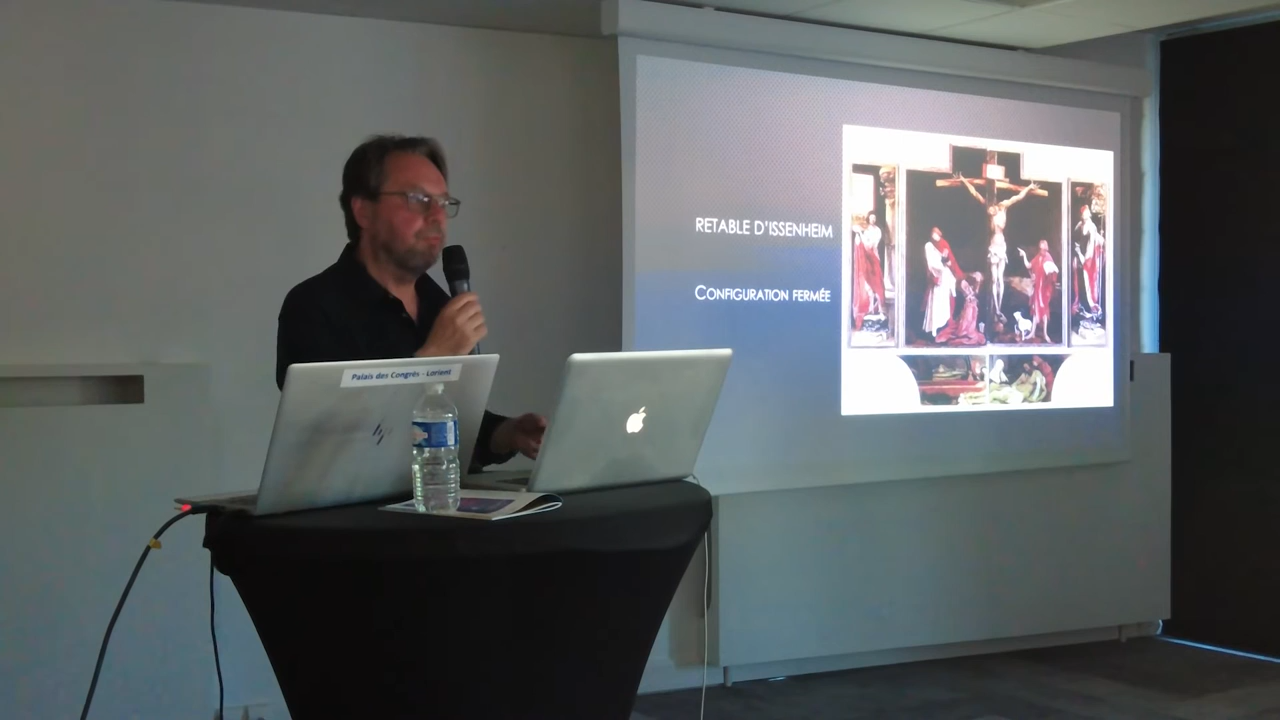 RETABLE D'ISSENHEIM
CONFIGURATION FERMÉE
Palais des Congrès - Lorient